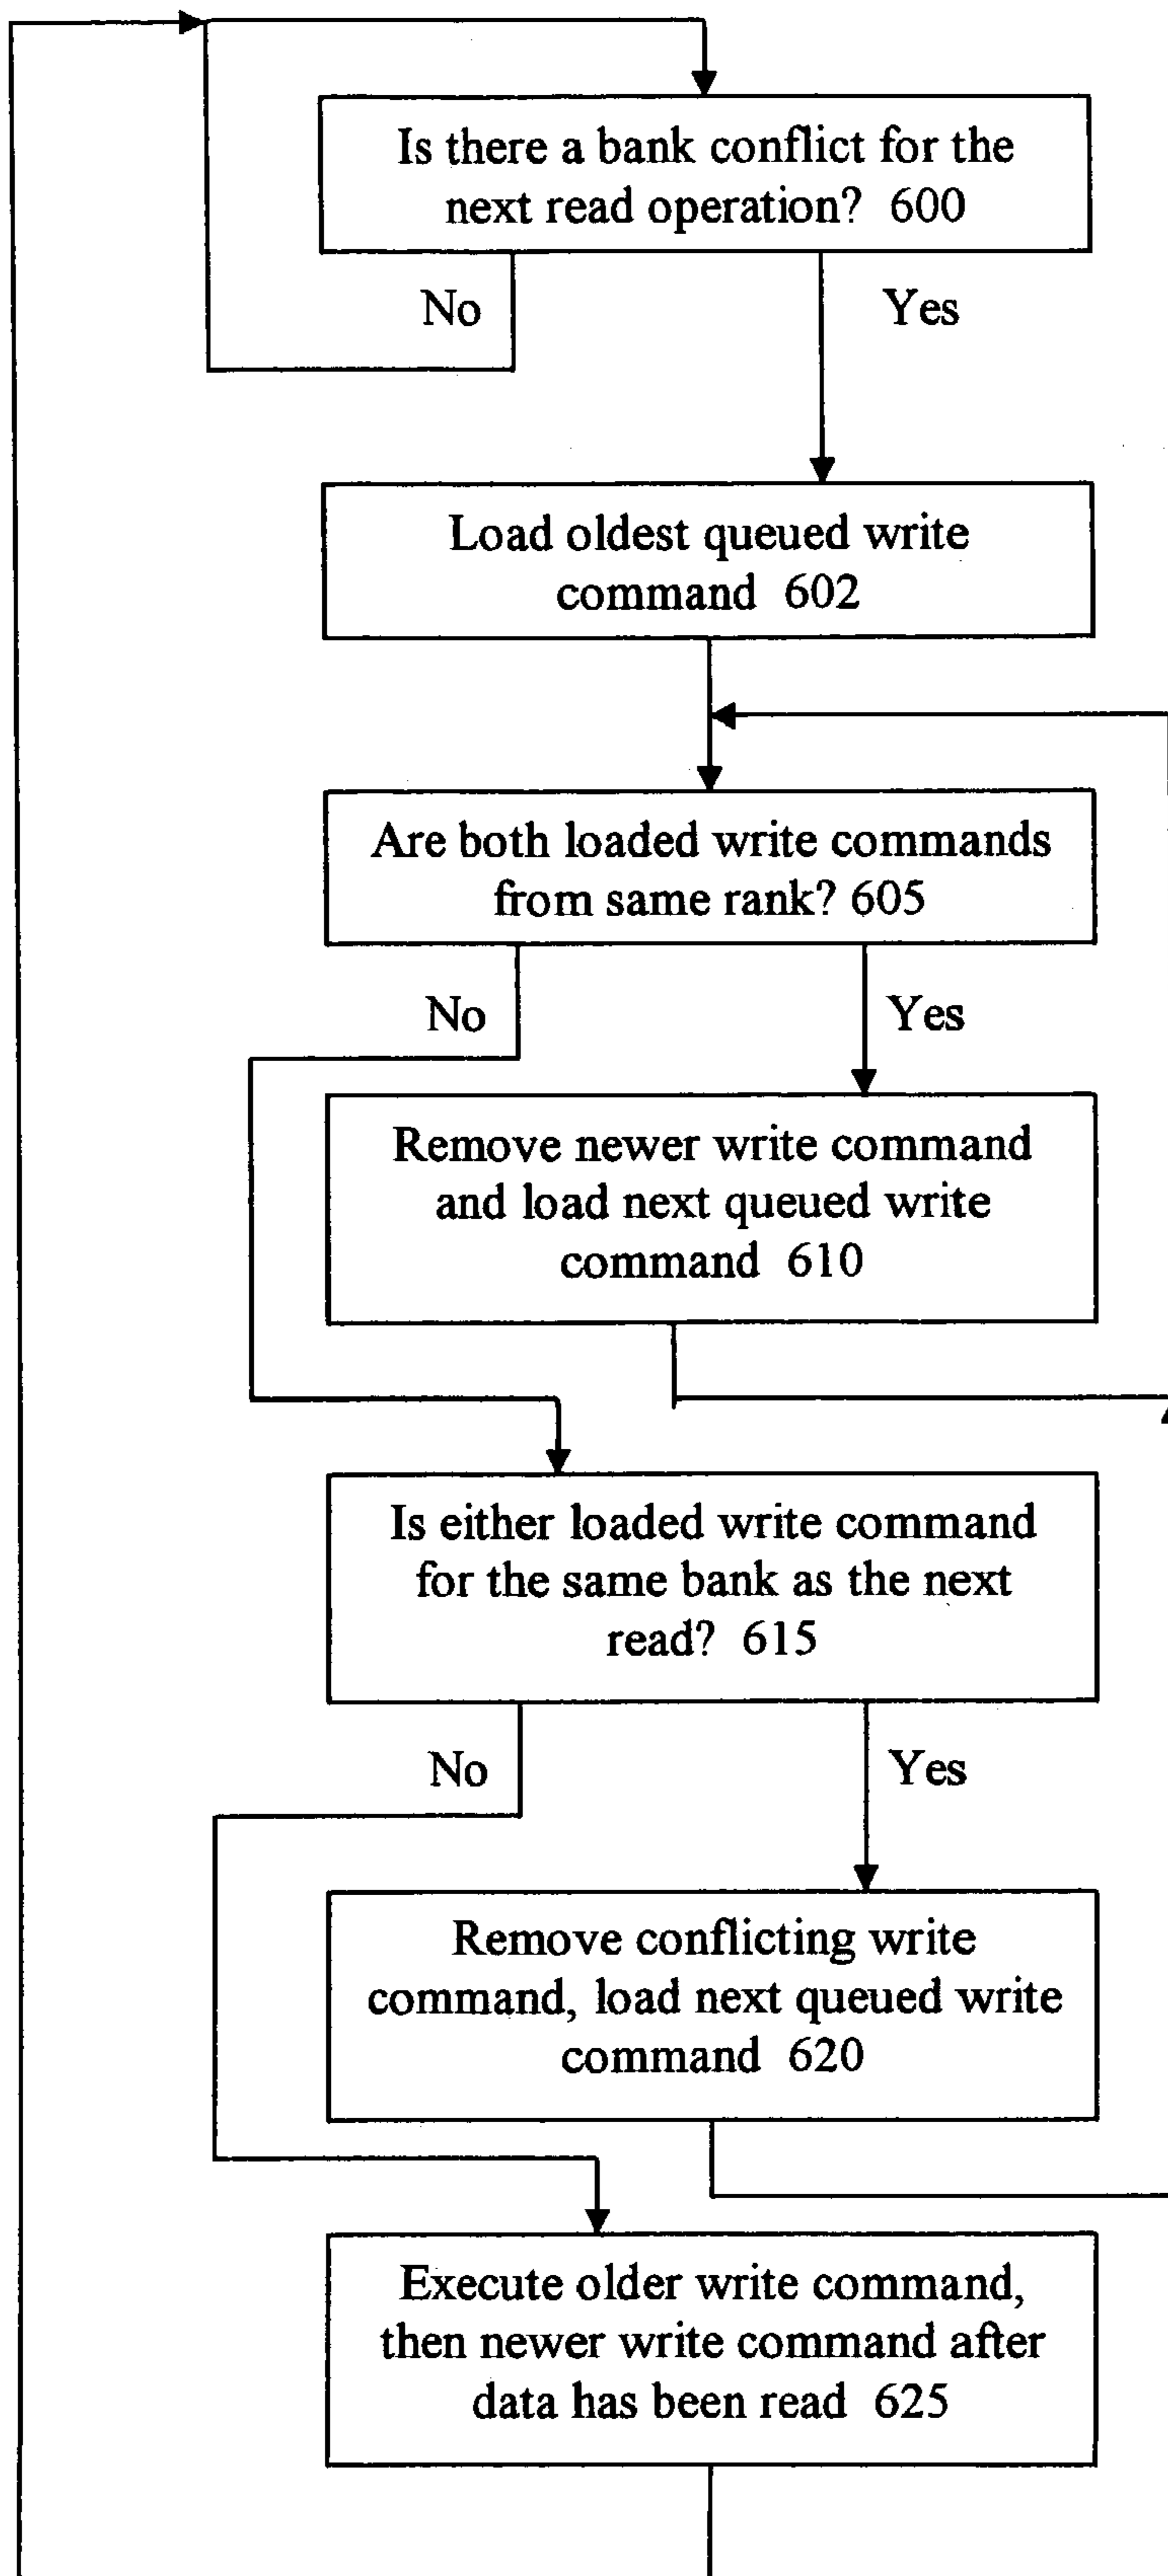 Is there a bank conflict for the
next read operation? 600
No
Yes
Load oldest queued write
command 602
Are both loaded write commands
from same rank? 605
No
Yes
Remove newer write command
and load next queued write
command 610
Is either loaded write command
for the same bank as the next
read? 615
No
Yes
Remove conflicting write
command, load next queued write
command 620
Execute older write command,
then newer write command after
data has been read 625